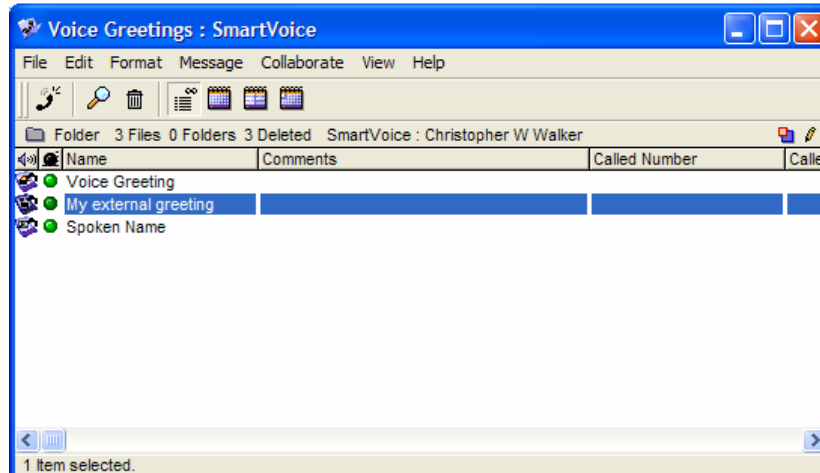 Voice Greetings : SmartVoice
File Edit Format Message Collaborate View Help
Folder 3 Files 0 Folders 3 Deleted SmartVoice : Christopher W Walker
Name Comments Called Number Calle
Voice Greeting
My external greeting
Spoken Name
1 Item selected.